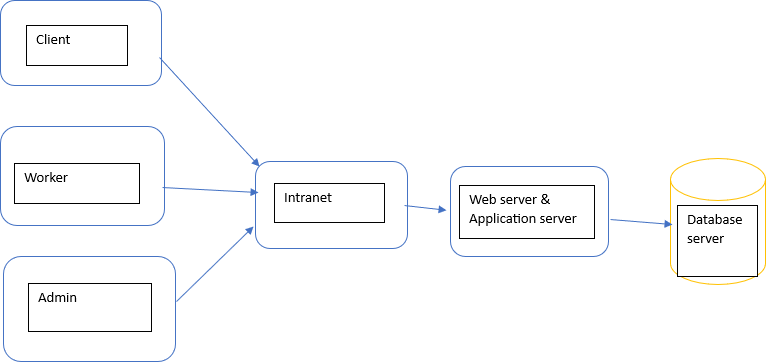 Client
Worker
Admin
Intranet
Web server &
Application server
Database
server